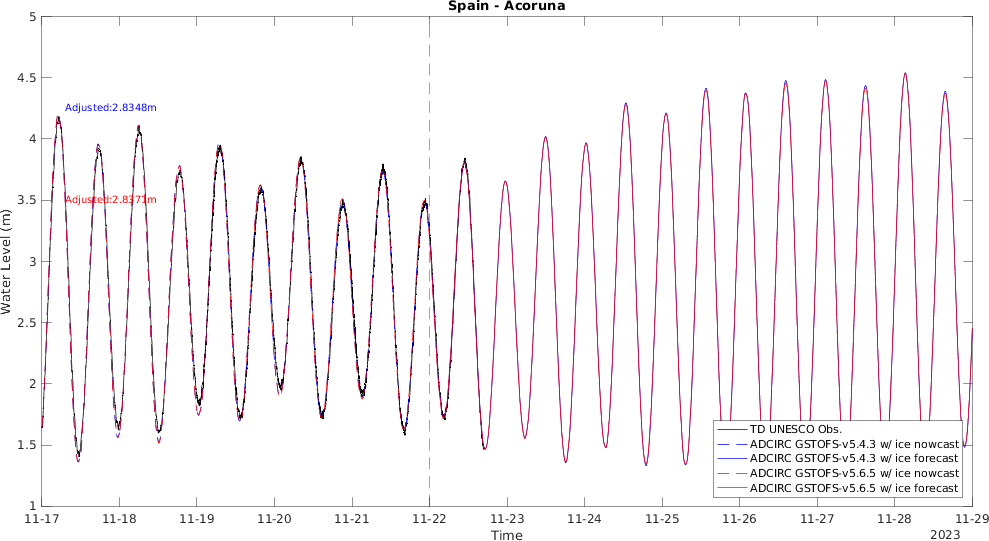 Spain - Acoruna
5
4.5
4
3.5
3
2.5
2
1.5
1
Water Level (m)
Adjusted:2.8348m
Adjusted:2.8371m
TD UNESCO Obs.
ADCIRC GSTOFS-v5.4.3 w/ ice nowcast
ADCIRC GSTOFS-v5.4.3 w/ ice forecast
ADCIRC GSTOFS-v5.6.5 w/ ice nowcast
ADCIRC GSTOFS-v5.6.5 w/ ice forecast
11-17 11-18 11-19 11-20 11-21 11-22 11-23 11-24 11-25 11-26 11-27 11-28 11-29
Time
2023